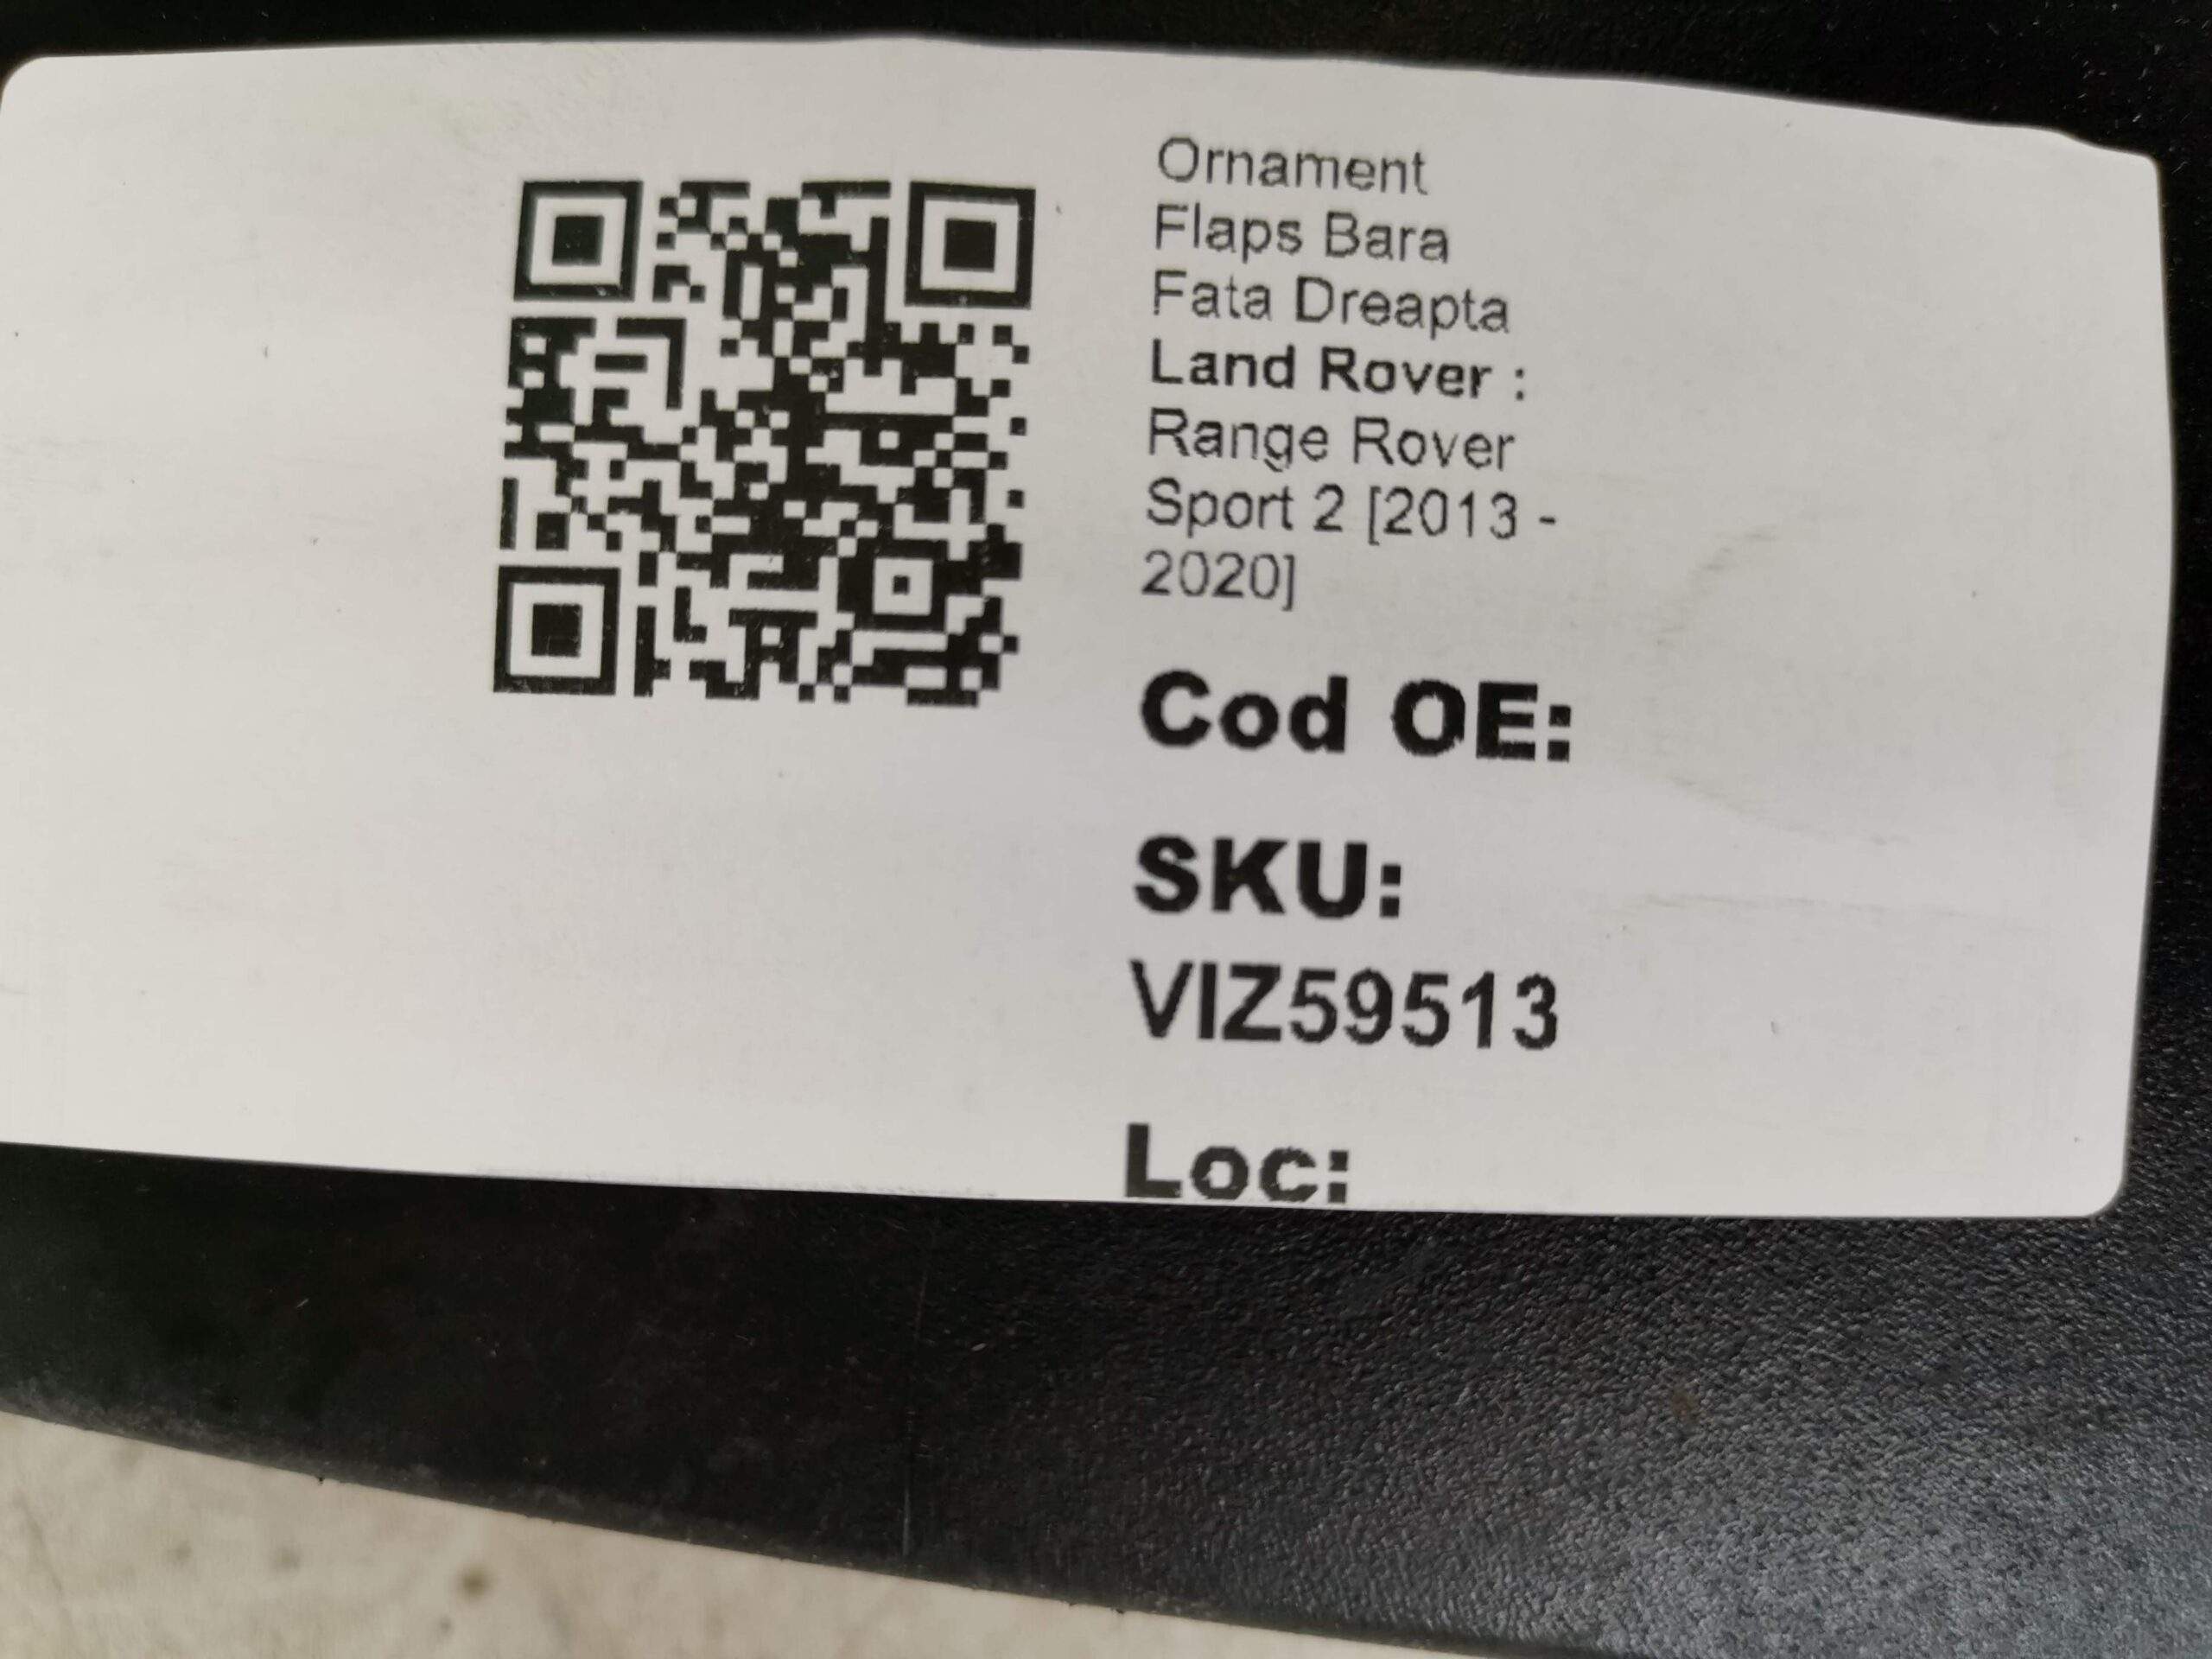 Ornament
Flaps Bara
Fata Dreapta
Land Rover :
Range Rover
Sport 2 [2013 -
2020]
Cod OE:
SKU:
VIZ59513
Loc: